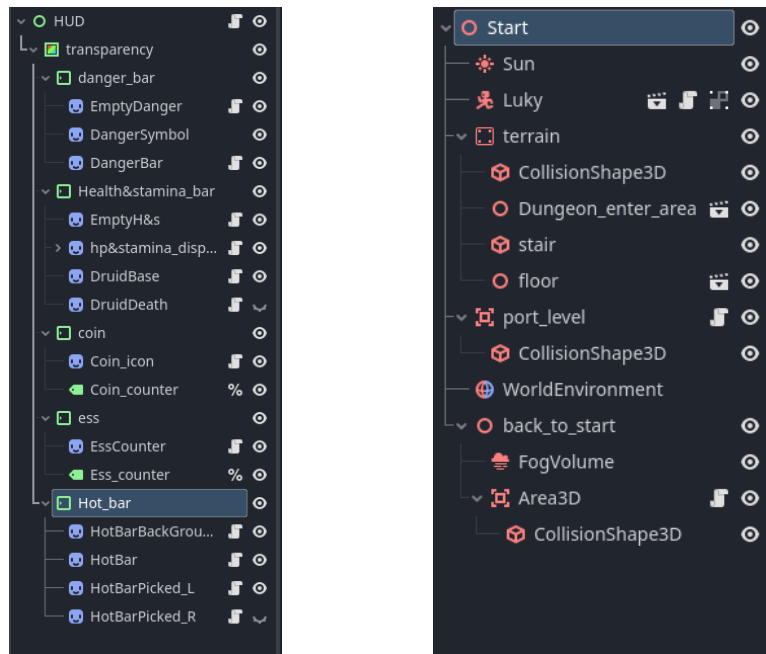 HUD
transparency
danger_bar
EmptyDanger
DangerSymbol
DangerBar
Health&stamina_bar
EmptyH&s
hp&stamina_disp...
DruidBase
DruidDeath
coin
Coin_icon
Coin_counter %
ess
EssCounter
Ess_counter %
Hot_bar
HotBarBackGrou...
HotBar
HotBarPicked_L
HotBarPicked_R
Start
Sun
Luky
terrain
CollisionShape3D
Dungeon_enter_area
stair
floor
port_level
CollisionShape3D
WorldEnvironment
back_to_start
FogVolume
Area3D
CollisionShape3D